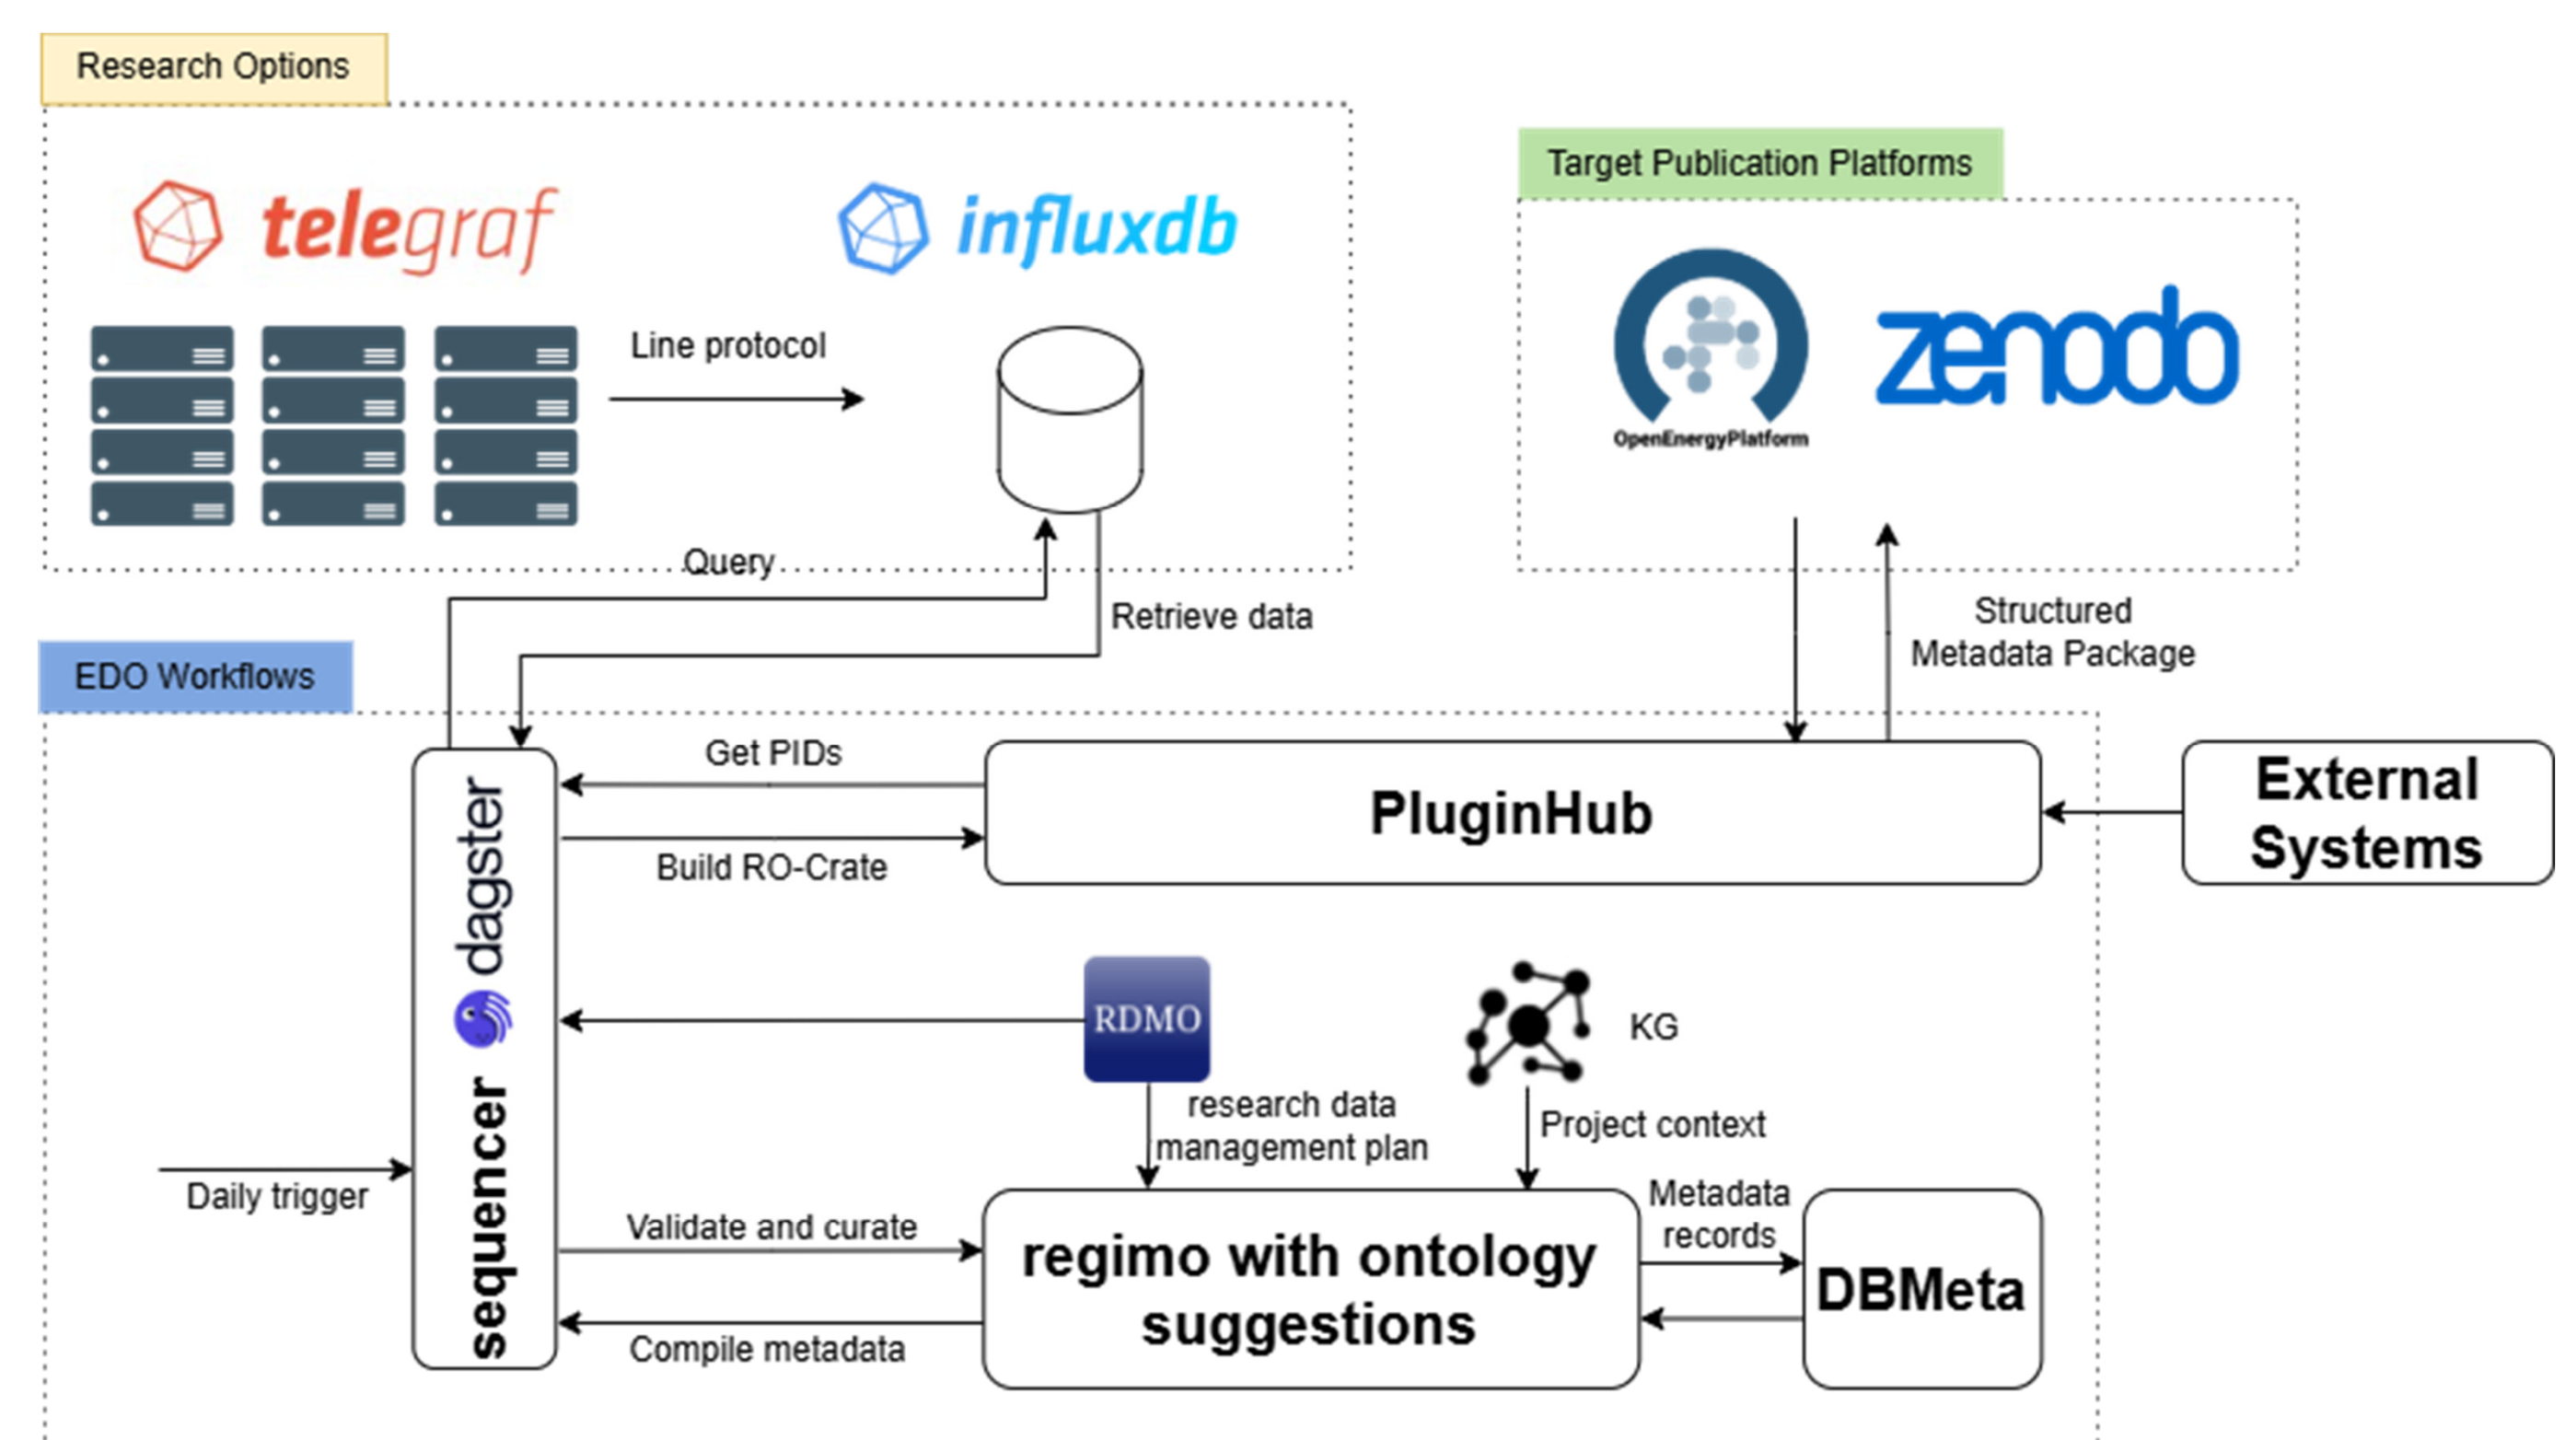 Research Options
telegraf
influxdb
Line protocol
Query
Retrieve data
Target Publication Platforms
OpenEnergyPlatform
zenodo
Structured
Metadata Package
EDO Workflows
Get PIDs
Build RO-Crate
PluginHub
External
Systems
sequencer dagster
RDMO
KG
research data
management plan
Project context
Daily trigger
Validate and curate
Compile metadata
regimo with ontology
suggestions
Metadata
records
DBMeta